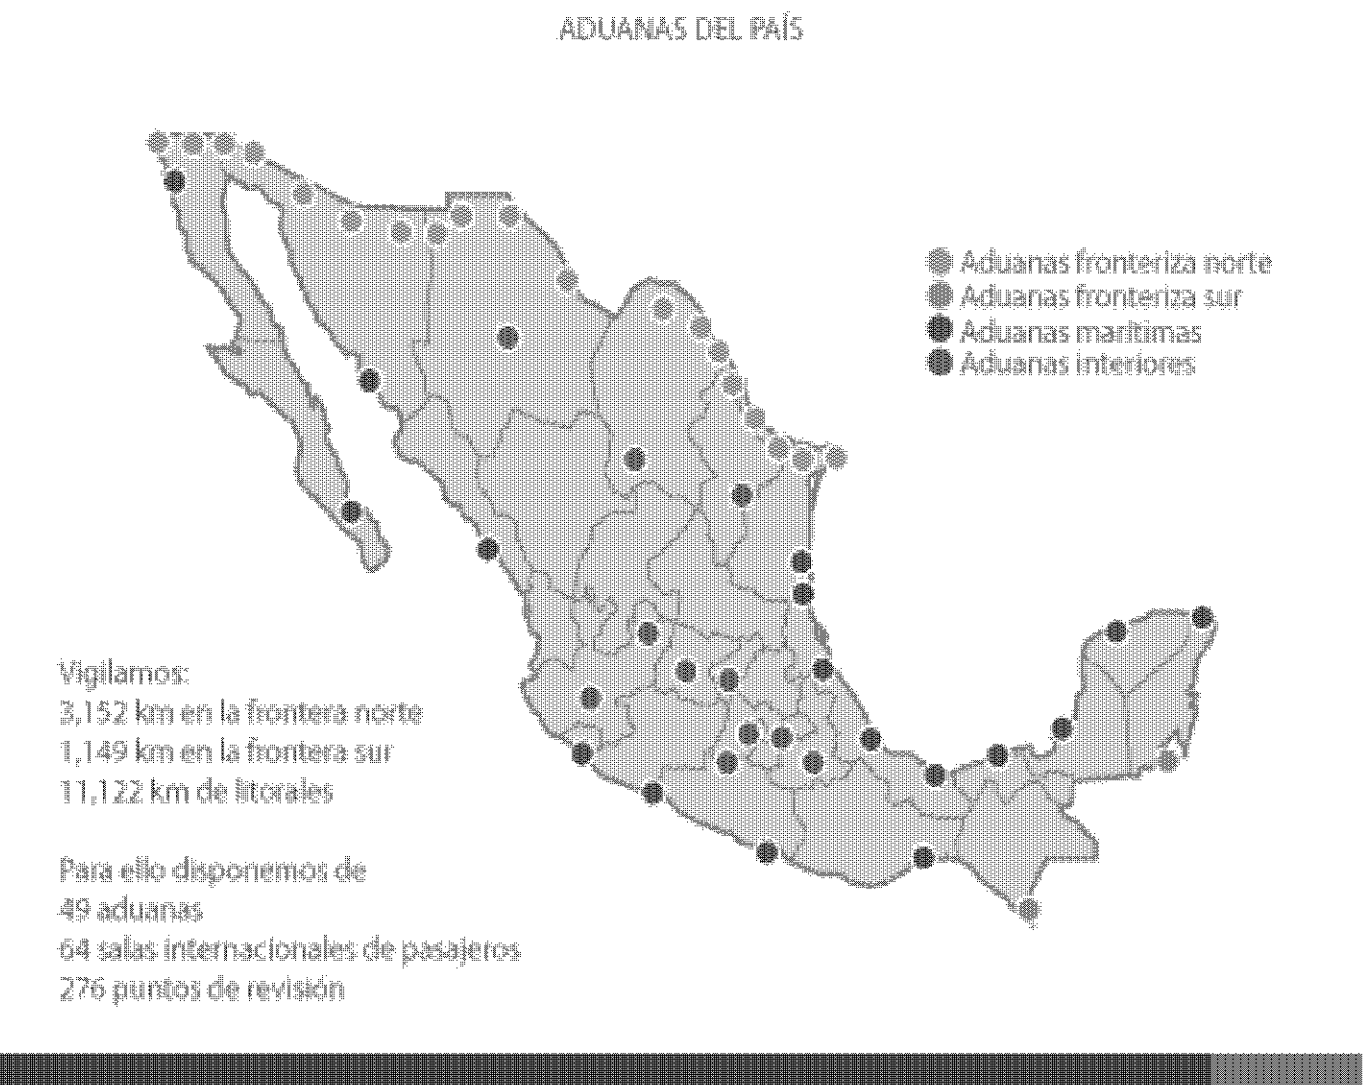 ADUANAS DEL PAÍS
Aduanas fronteriza norte
Aduanas fronteriza sur
Aduanas marítimas
Aduanas interiores
Vigilamos:
3,152 km en la frontera norte
1,149 km en la frontera sur
11,122 km de litorales
Para ello disponemos de
49 aduanas
64 salas internacionales de pasajeros
276 puntos de revisión